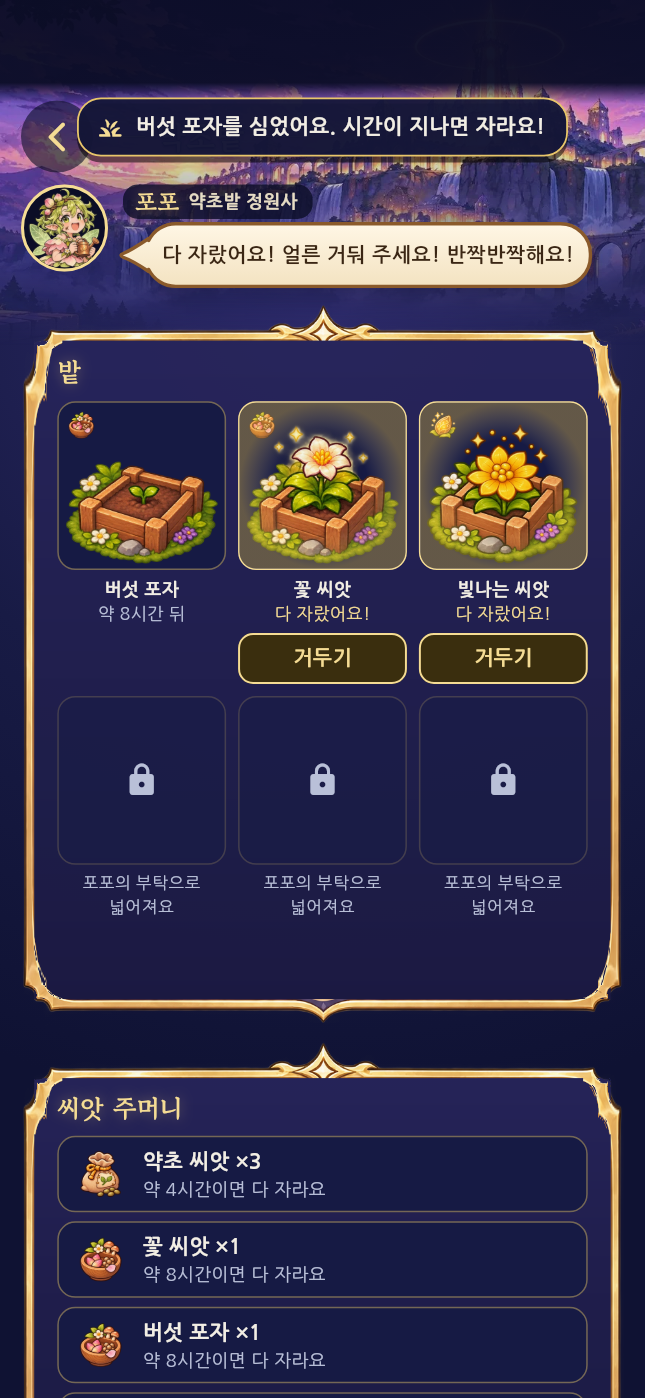 버섯 포자를 심었어요. 시간이 지나면 자라요!
포포 약초밭 정원사
다 자랐어요! 얼른 거둬 주세요! 반짝반짝해요!
밭
버섯 포자
약 8시간 뒤
꽃 씨앗
다 자랐어요!
거두기
빛나는 씨앗
다 자랐어요!
거두기
포포의 부탁으로
넓어져요
포포의 부탁으로
넓어져요
포포의 부탁으로
넓어져요
씨앗 주머니
약초 씨앗 ×3
약 4시간이면 다 자라요
꽃 씨앗 ×1
약 8시간이면 다 자라요
버섯 포자 ×1
약 8시간이면 다 자라요